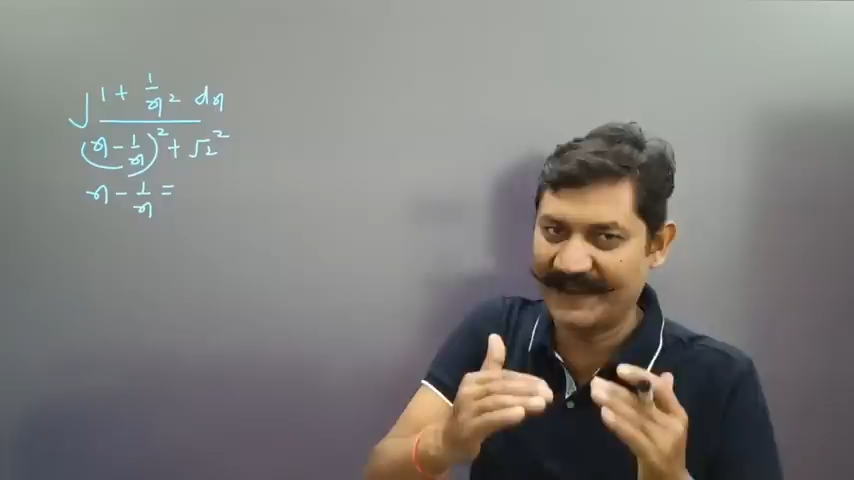 ∫ 1 + 1/x² dx
(x - 1/x)² + √2²
x - 1/x =